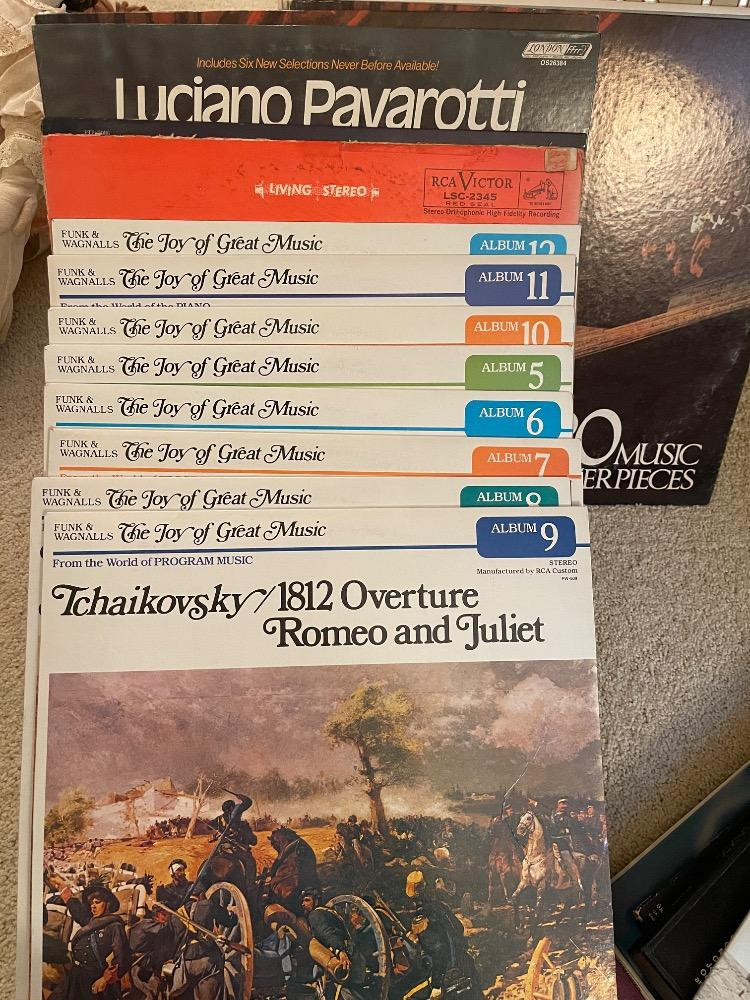 Includes Six New Selections Never Before Available!
LONDON ffrr
OS26384
Luciano Pavarotti
LIVING STEREO
RCA VICTOR
LSC-2345
RED SEAL
Stereo-Orthophonic High Fidelity Recording
FUNK &
WAGNALLS The Joy of Great Music ALBUM 12
FUNK &
WAGNALLS The Joy of Great Music ALBUM 11
From the World of the PIANO
FUNK &
WAGNALLS The Joy of Great Music ALBUM 10
FUNK &
WAGNALLS The Joy of Great Music ALBUM 5
FUNK &
WAGNALLS The Joy of Great Music ALBUM 6
FUNK &
WAGNALLS The Joy of Great Music ALBUM 7
FUNK &
WAGNALLS The Joy of Great Music ALBUM 8
FUNK &
WAGNALLS The Joy of Great Music ALBUM 9
From the World of PROGRAM MUSIC
STEREO
Manufactured by RCA Custom
Tchaikovsky/1812 Overture
Romeo and Juliet
MUSIC